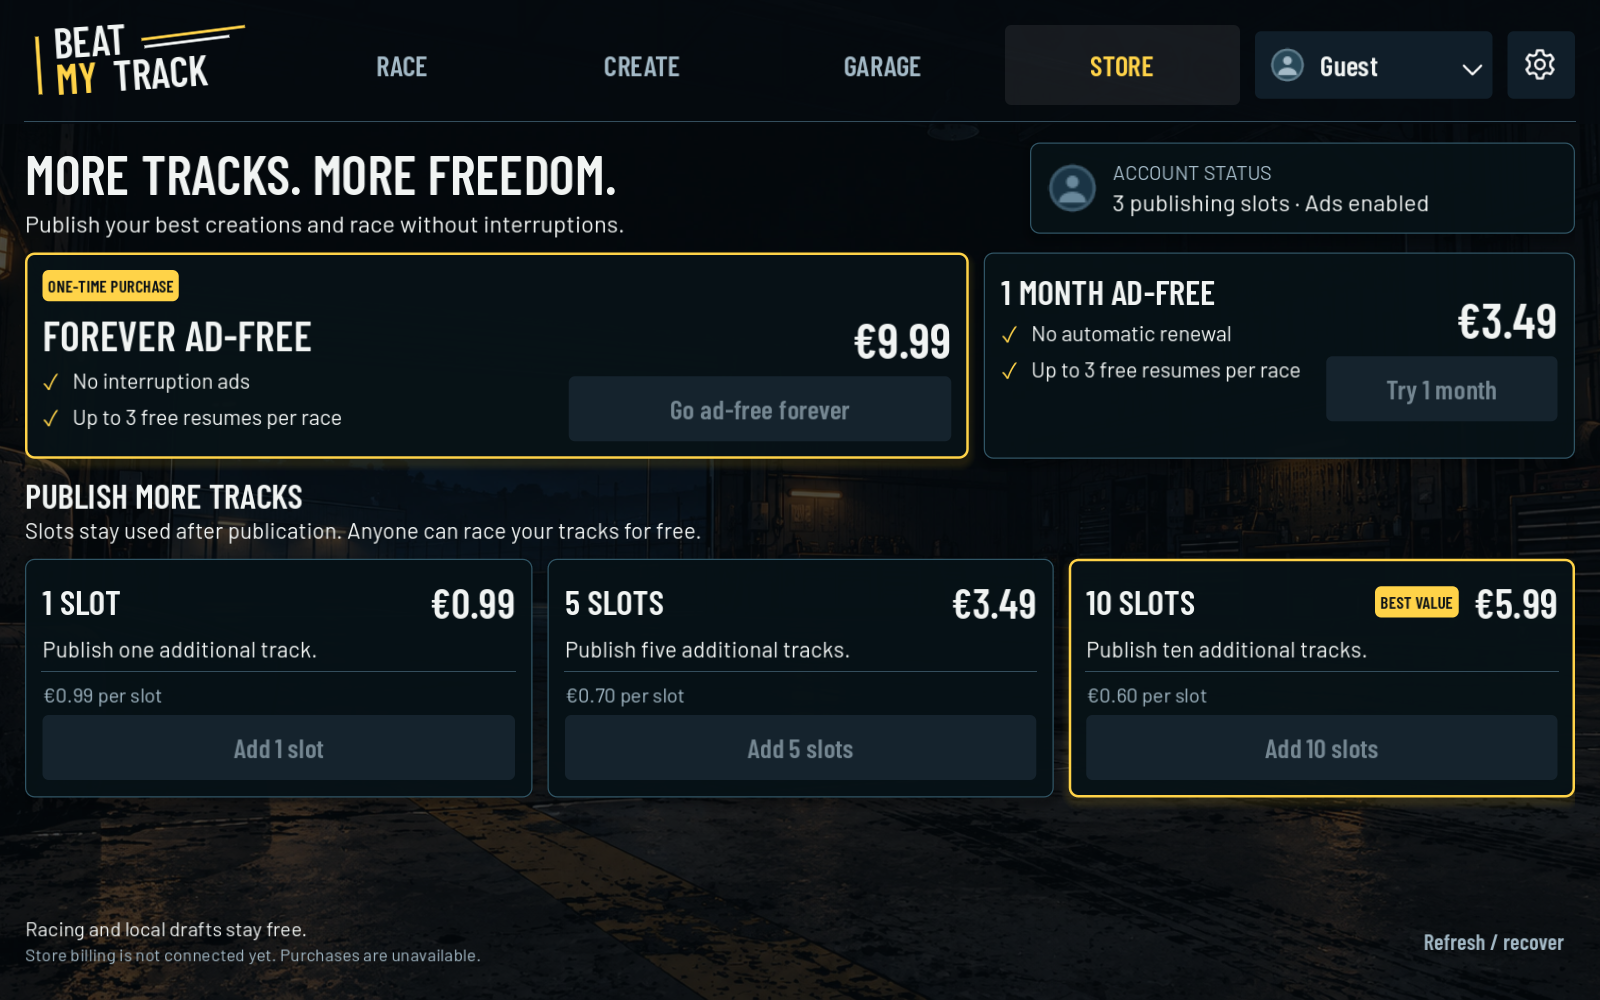 BEAT
MY TRACK
RACE
CREATE
GARAGE
STORE
Guest
MORE TRACKS. MORE FREEDOM.
Publish your best creations and race without interruptions.
ACCOUNT STATUS
3 publishing slots · Ads enabled
ONE-TIME PURCHASE
FOREVER AD-FREE
€9.99
✓ No interruption ads
✓ Up to 3 free resumes per race
Go ad-free forever
1 MONTH AD-FREE
€3.49
✓ No automatic renewal
✓ Up to 3 free resumes per race
Try 1 month
PUBLISH MORE TRACKS
Slots stay used after publication. Anyone can race your tracks for free.
1 SLOT
€0.99
Publish one additional track.
€0.99 per slot
Add 1 slot
5 SLOTS
€3.49
Publish five additional tracks.
€0.70 per slot
Add 5 slots
10 SLOTS
BEST VALUE
€5.99
Publish ten additional tracks.
€0.60 per slot
Add 10 slots
Racing and local drafts stay free.
Store billing is not connected yet. Purchases are unavailable.
Refresh / recover